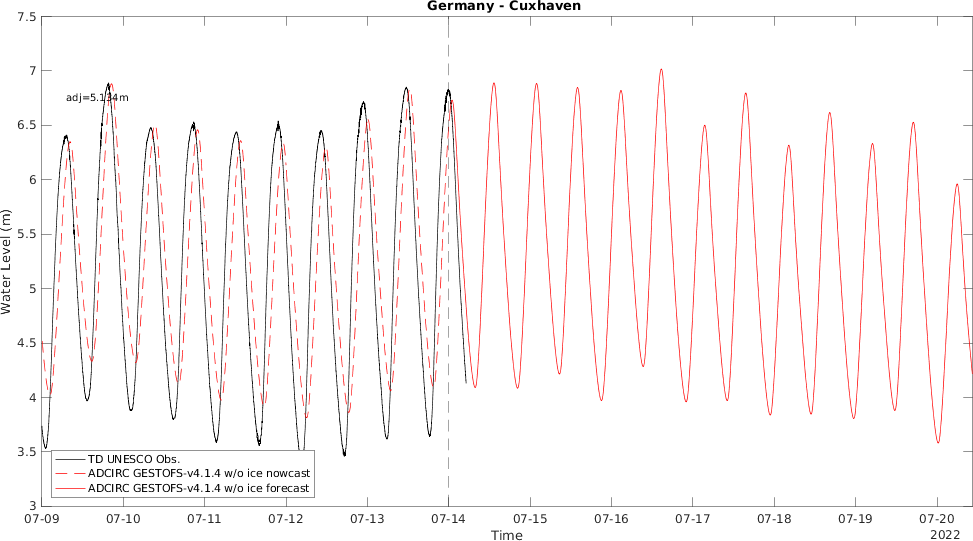 Germany - Cuxhaven
7.5
7
6.5
6
5.5
5
4.5
4
3.5
3
Water Level (m)
adj=5.134m
TD UNESCO Obs.
ADCIRC GESTOFS-v4.1.4 w/o ice nowcast
ADCIRC GESTOFS-v4.1.4 w/o ice forecast
07-09 07-10 07-11 07-12 07-13 07-14 07-15 07-16 07-17 07-18 07-19 07-20
2022
Time